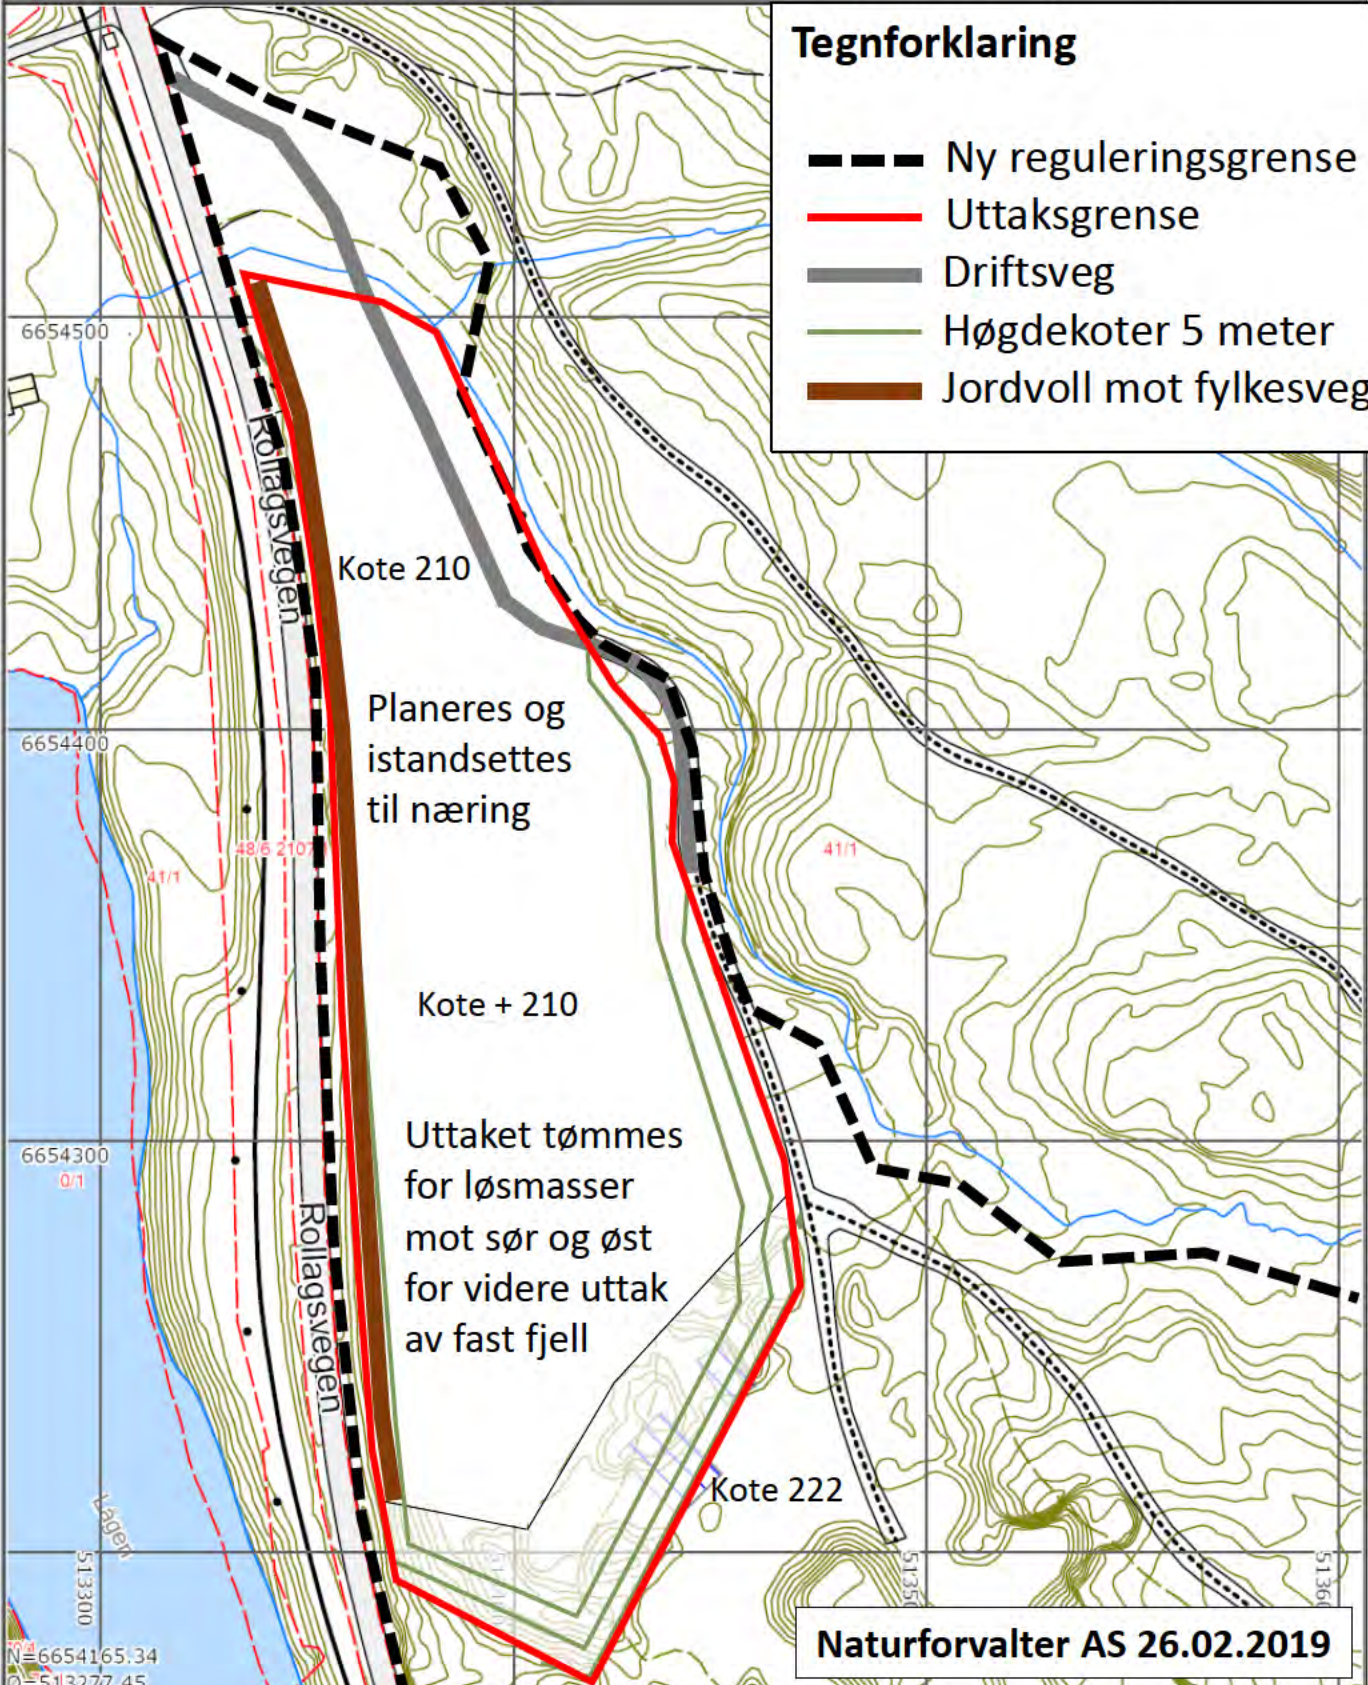 Tegnforklaring
Ny reguleringsgrense
Uttaksgrense
Driftsveg
Høgdekoter 5 meter
Jordvoll mot fylkesveg
6654500
Rollagsvegen
Kote 210
Planeres og
istandsettes
til næring
6654400
48/6 2107
41/1
41/1
Kote + 210
Uttaket tømmes
for løsmasser
mot sør og øst
for videre uttak
av fast fjell
6654300
0/1
Rollagsvegen
Kote 222
Lågen
513300
Naturforvalter AS 26.02.2019
N=6654165.34
Ø=513277.45